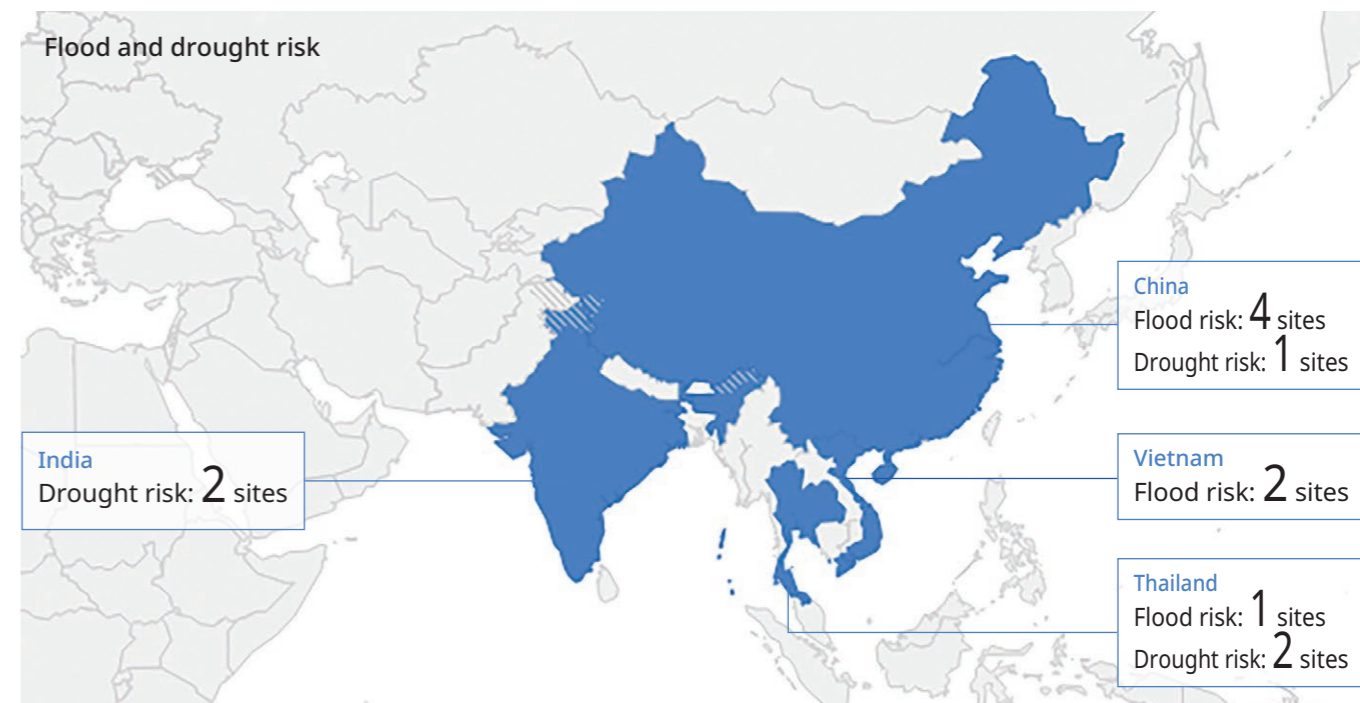 Flood and drought risk
China
Flood risk: 4 sites
Drought risk: 1 sites
India
Drought risk: 2 sites
Vietnam
Flood risk: 2 sites
Thailand
Flood risk: 1 sites
Drought risk: 2 sites